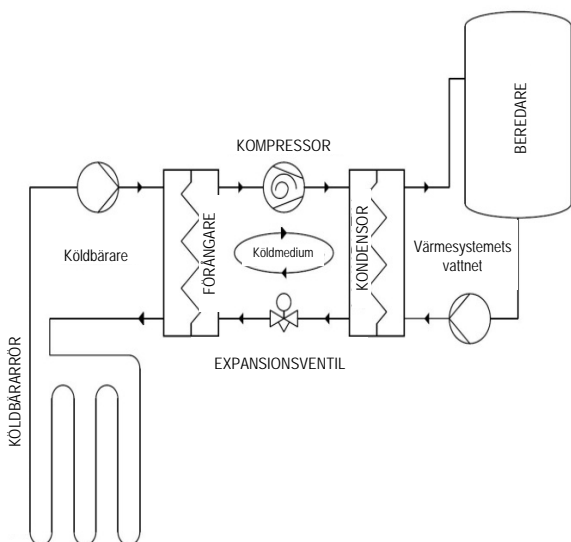 BEREDARE
KOMPRESSOR
Köldbärare
FÖRÅNGARE
Köldmedium
KONDENSOR
Värmesystemets
vattnet
EXPANSIONSVENTIL
KÖLDBÄRARRÖR